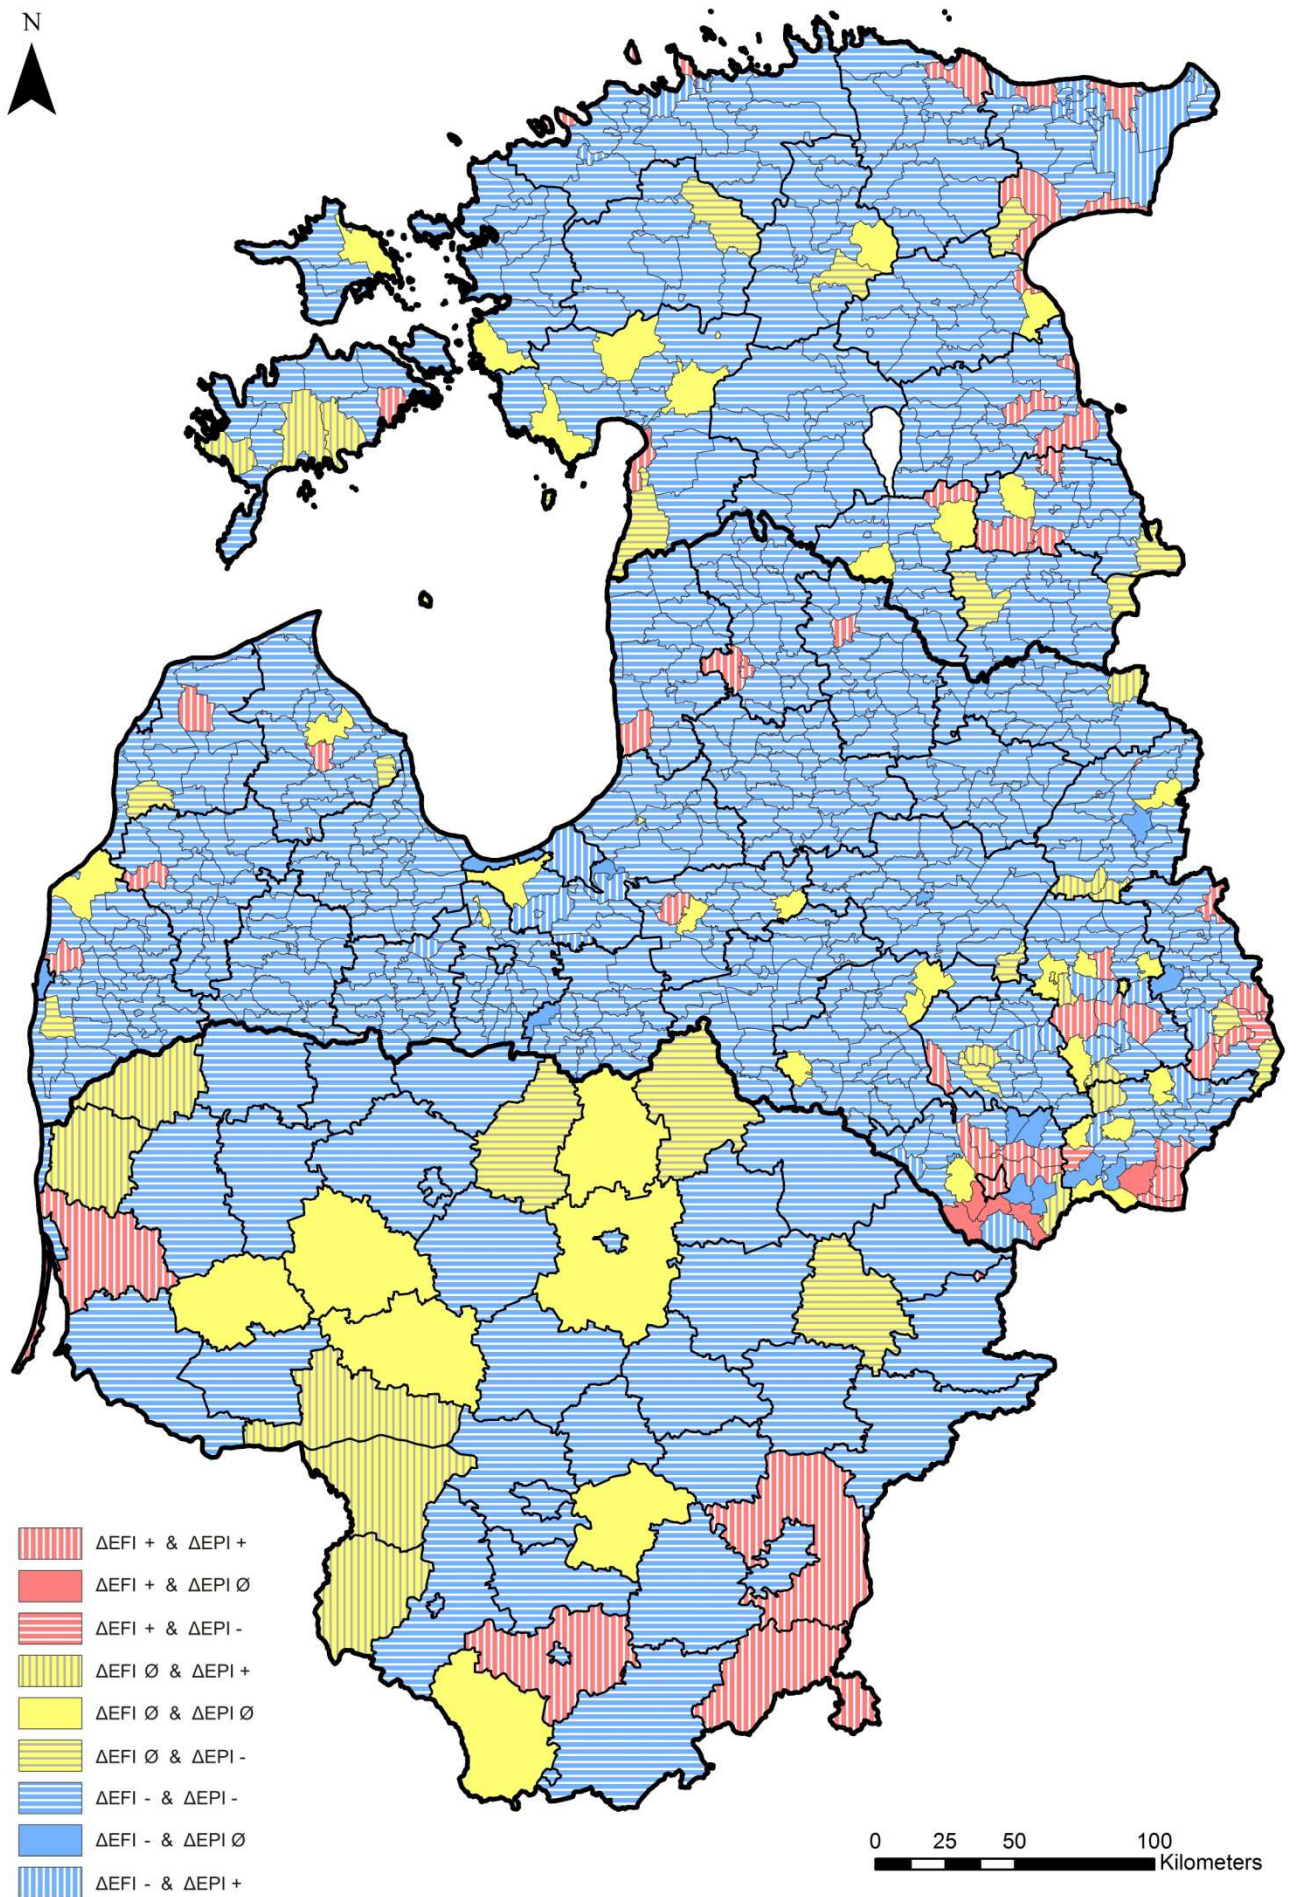 N
ΔEFI + & ΔEPI +
ΔEFI + & ΔEPI Ø
ΔEFI + & ΔEPI -
ΔEFI Ø & ΔEPI +
ΔEFI Ø & ΔEPI Ø
ΔEFI Ø & ΔEPI -
ΔEFI - & ΔEPI -
ΔEFI - & ΔEPI Ø
ΔEFI - & ΔEPI +
0 25 50 100
Kilometers